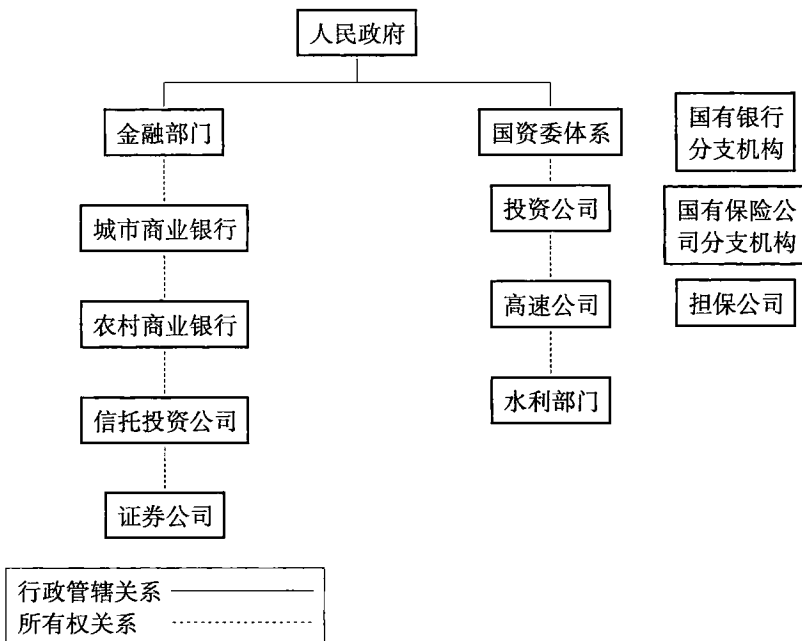 人民政府
金融部门
国资委体系
国有银行
分支机构
城市商业银行
投资公司
国有保险公
司分支机构
农村商业银行
高速公司
担保公司
信托投资公司
水利部门
证券公司
行政管辖关系
所有权关系